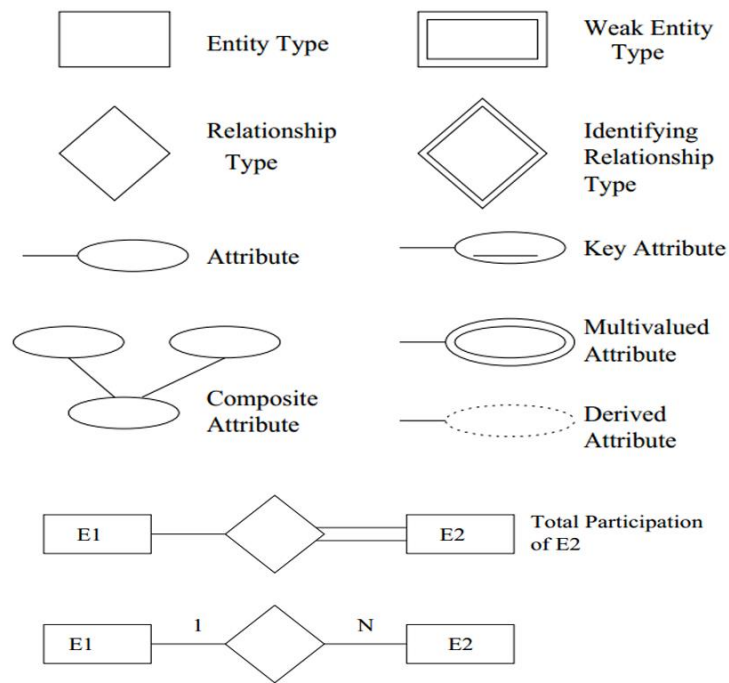 Entity Type
Weak Entity
Type
Relationship
Type
Identifying
Relationship
Type
Attribute
Key Attribute
Composite
Attribute
Multivalued
Attribute
Derived
Attribute
E1
E2
Total Participation
of E2
E1
1
N
E2